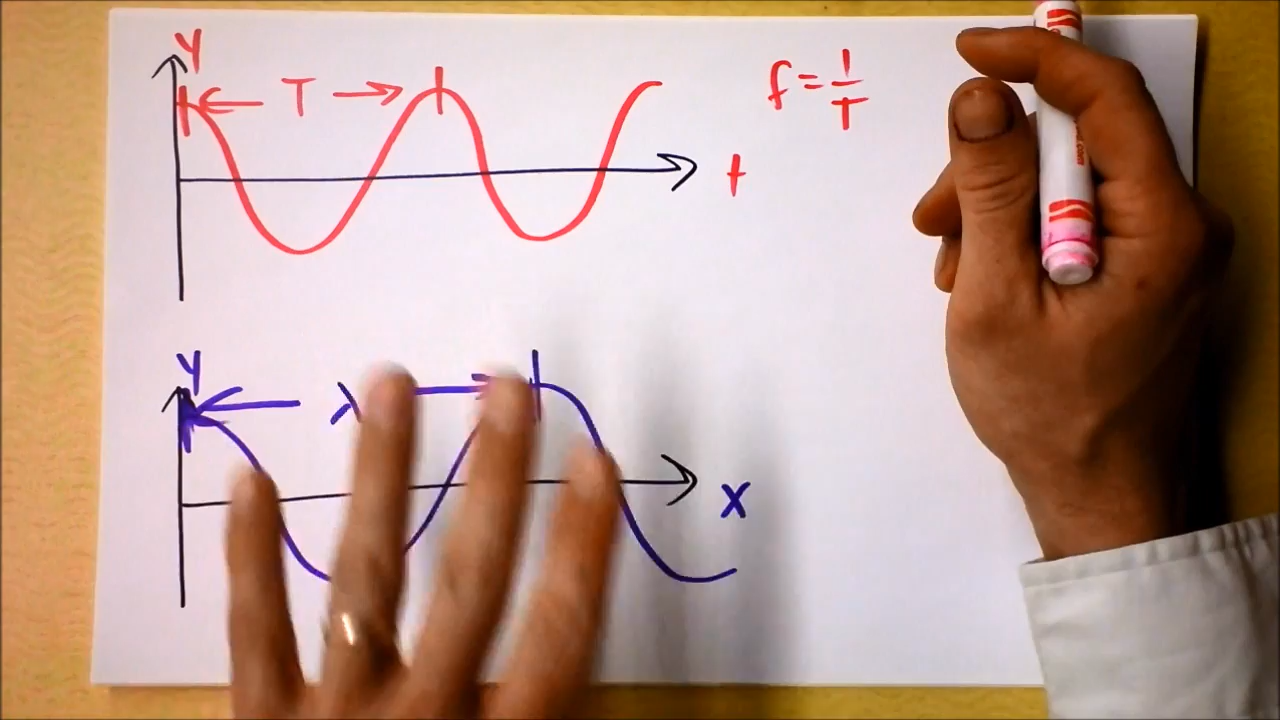 Y
T
f = 1/T
t
Y
λ
x